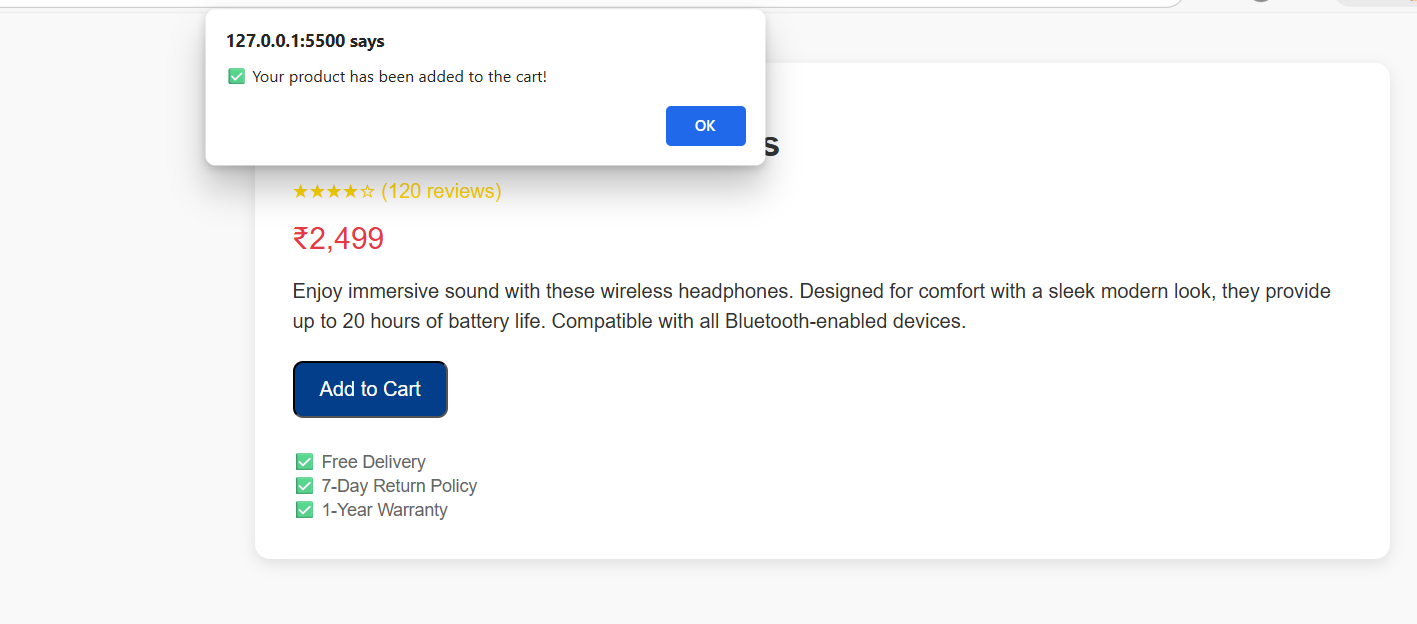 127.0.0.1:5500 says
✅ Your product has been added to the cart!
OK
★★★★☆ (120 reviews)
₹2,499
Enjoy immersive sound with these wireless headphones. Designed for comfort with a sleek modern look, they provide
up to 20 hours of battery life. Compatible with all Bluetooth-enabled devices.
Add to Cart
✅ Free Delivery
✅ 7-Day Return Policy
✅ 1-Year Warranty